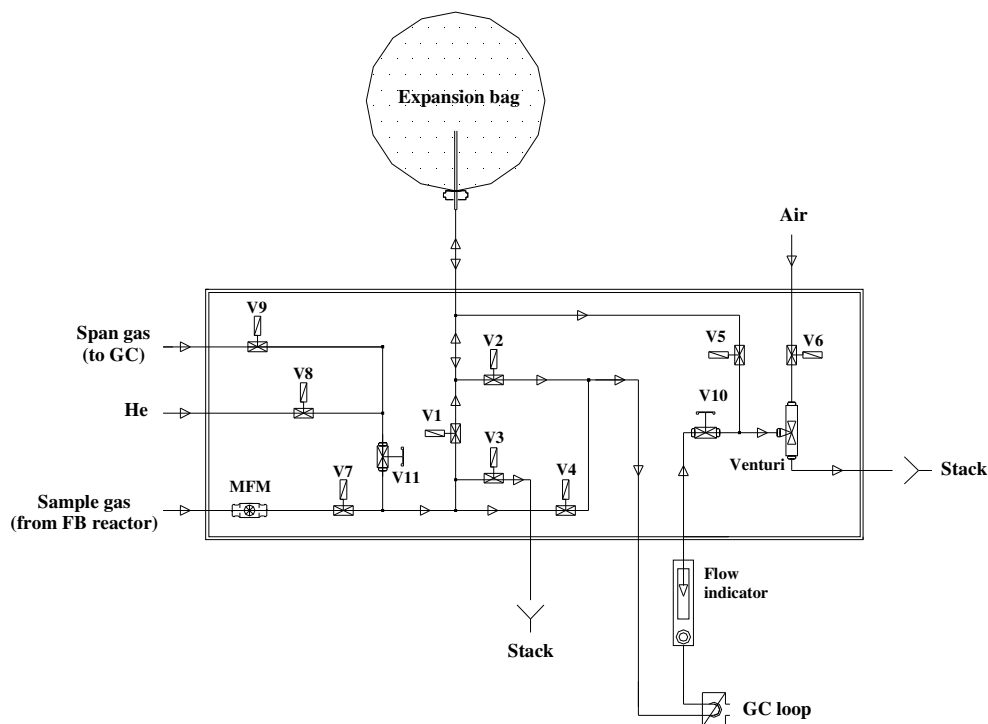 Expansion bag
Air
V9
Span gas
(to GC)
V2
V5
V6
V8
He
V1
V10
V3
Venturi
V11
V4
Stack
MFM
V7
Sample gas
(from FB reactor)
Flow
indicator
Stack
GC loop